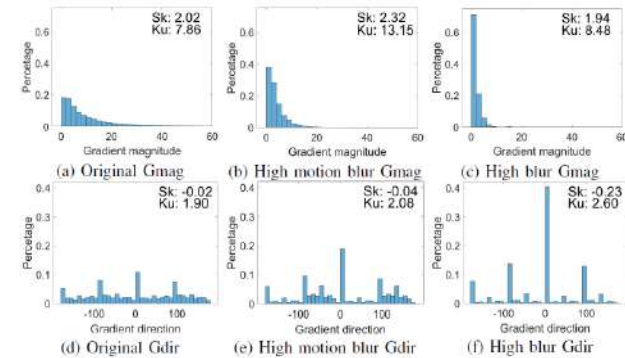 Sk: 2.02
Ku: 7.86
Percetage
0.6
0.4
0.2
0
0 20 40 60
Gradient magnitude
(a) Original Gmag
Sk: 2.32
Ku: 13.15
Percetage
0.6
0.4
0.2
0
0 20 40 60
Gradient magnitude
(b) High motion blur Gmag
Sk: 1.94
Ku: 8.48
Percetage
0.6
0.4
0.2
0
0 20 40 60
Gradient magnitude
(c) High blur Gmag
Sk: -0.02
Ku: 1.90
Percetage
0.4
0.3
0.2
0.1
0
-100 0 100
Gradient direction
(d) Original Gdir
Sk: -0.04
Ku: 2.08
Percetage
0.4
0.3
0.2
0.1
0
-100 0 100
Gradient direction
(e) High motion blur Gdir
Sk: -0.23
Ku: 2.60
Percetage
0.4
0.3
0.2
0.1
0
-100 0 100
Gradient direction
(f) High blur Gdir